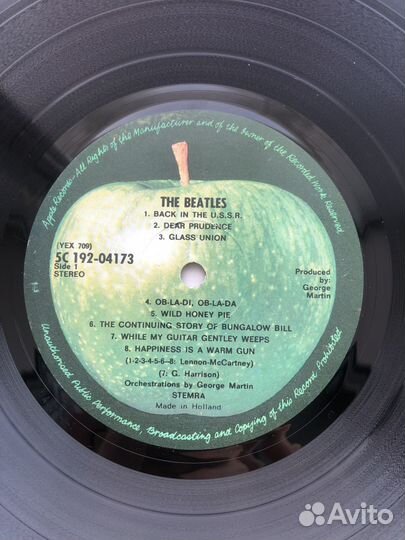 Apple Records - All Rights of the Manufacturer and of the Owner of the Recorded Work Reserved
THE BEATLES
1. BACK IN THE U.S.S.R.
2. DEAR PRUDENCE
3. GLASS UNION
(YEX 709)
5C 192-04173
Side 1
STEREO
Produced by:
George
Martin
4. OB-LA-DI, OB-LA-DA
5. WILD HONEY PIE
6. THE CONTINUING STORY OF BUNGALOW BILL
7. WHILE MY GUITAR GENTLEY WEEPS
8. HAPPINESS IS A WARM GUN
(1-2-3-4-5-6-8: Lennon-McCartney)
(7: G. Harrison)
Orchestrations by George Martin
STEMRA
Made in Holland
Unauthorised Public Performance, Broadcasting and Copying of this Record Prohibited
Avito